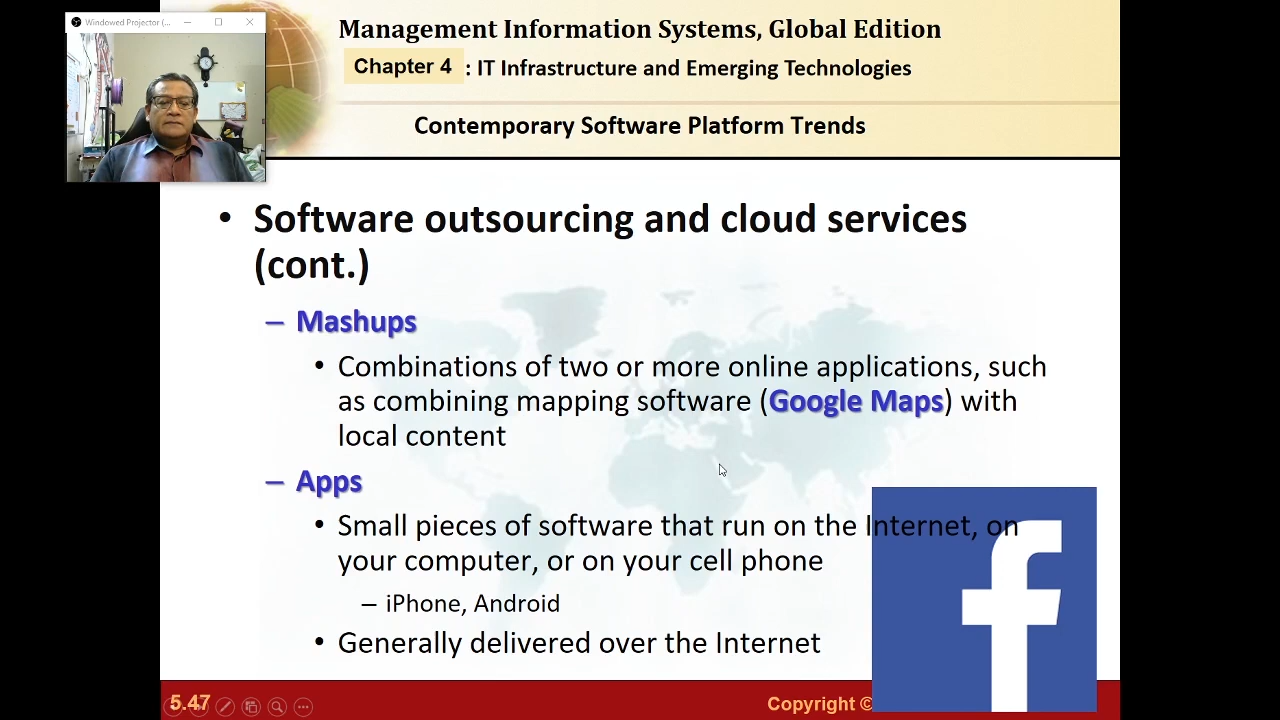 Windowed Projector (...
Management Information Systems, Global Edition
Chapter 4 : IT Infrastructure and Emerging Technologies
Contemporary Software Platform Trends
• Software outsourcing and cloud services
(cont.)
– Mashups
• Combinations of two or more online applications, such
as combining mapping software (Google Maps) with
local content
– Apps
• Small pieces of software that run on the Internet, on
your computer, or on your cell phone
– iPhone, Android
• Generally delivered over the Internet
5.47
Copyright ©
f